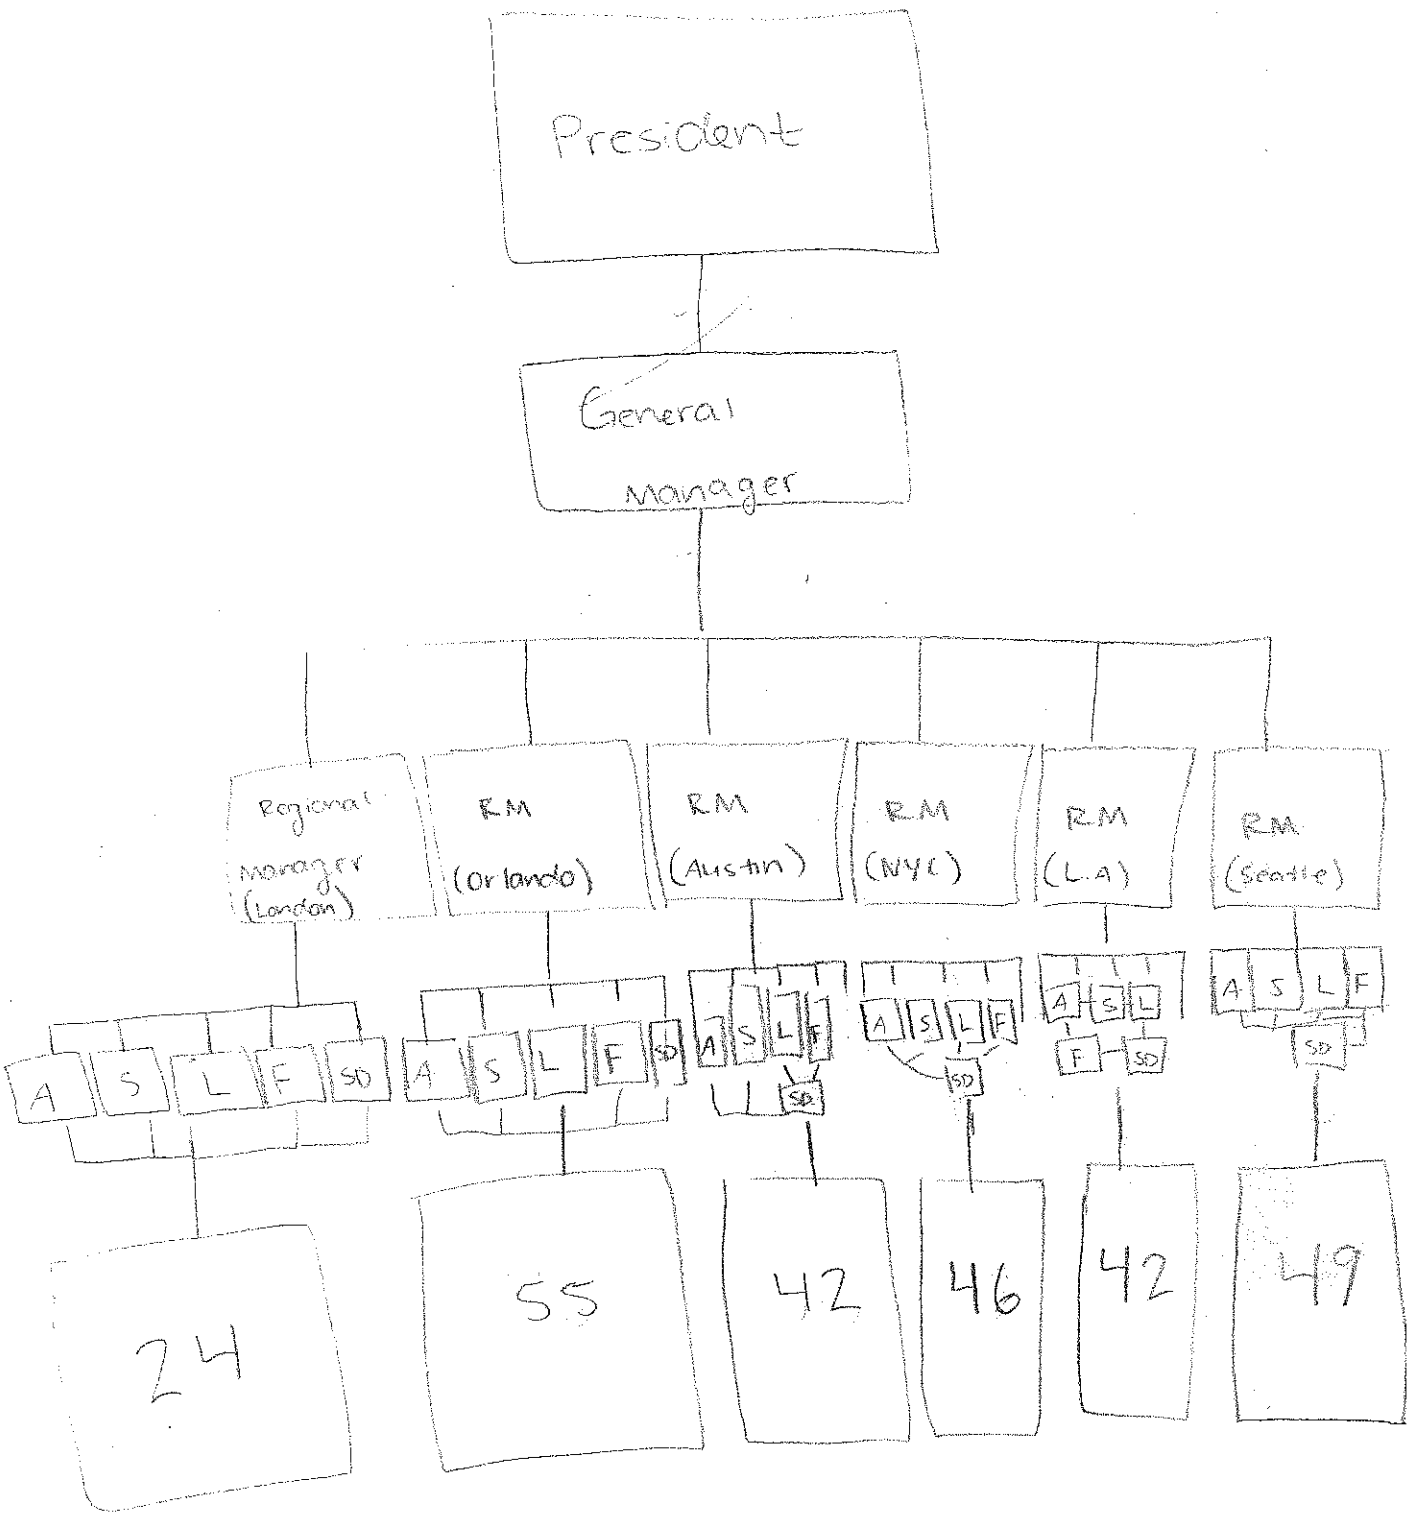 President
General
Manager
Regional
Manager
(London)
RM
(Orlando)
RM
(Austin)
RM
(NYC)
RM
(L.A)
RM
(Seattle)
A S L F SD
A S L F SD
A S L F
SD
A S L F
SD
A S L
F SD
A S L F
SD
24
55
42
46
42
49